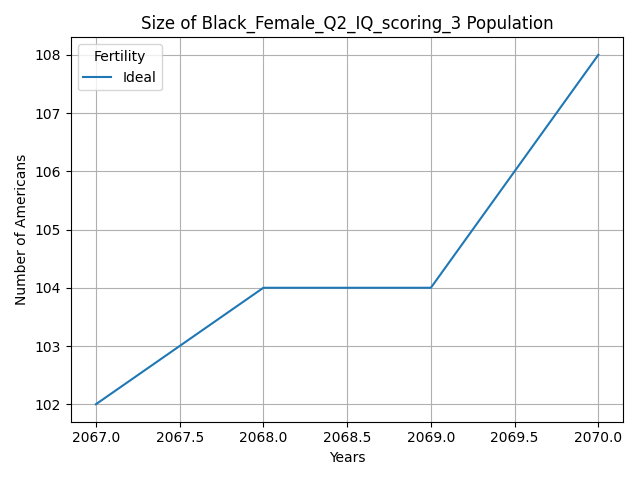 Size of Black_Female_Q2_IQ_scoring_3 Population
Fertility
Ideal
Number of Americans
108
107
106
105
104
103
102
2067.0 2067.5 2068.0 2068.5 2069.0 2069.5 2070.0
Years